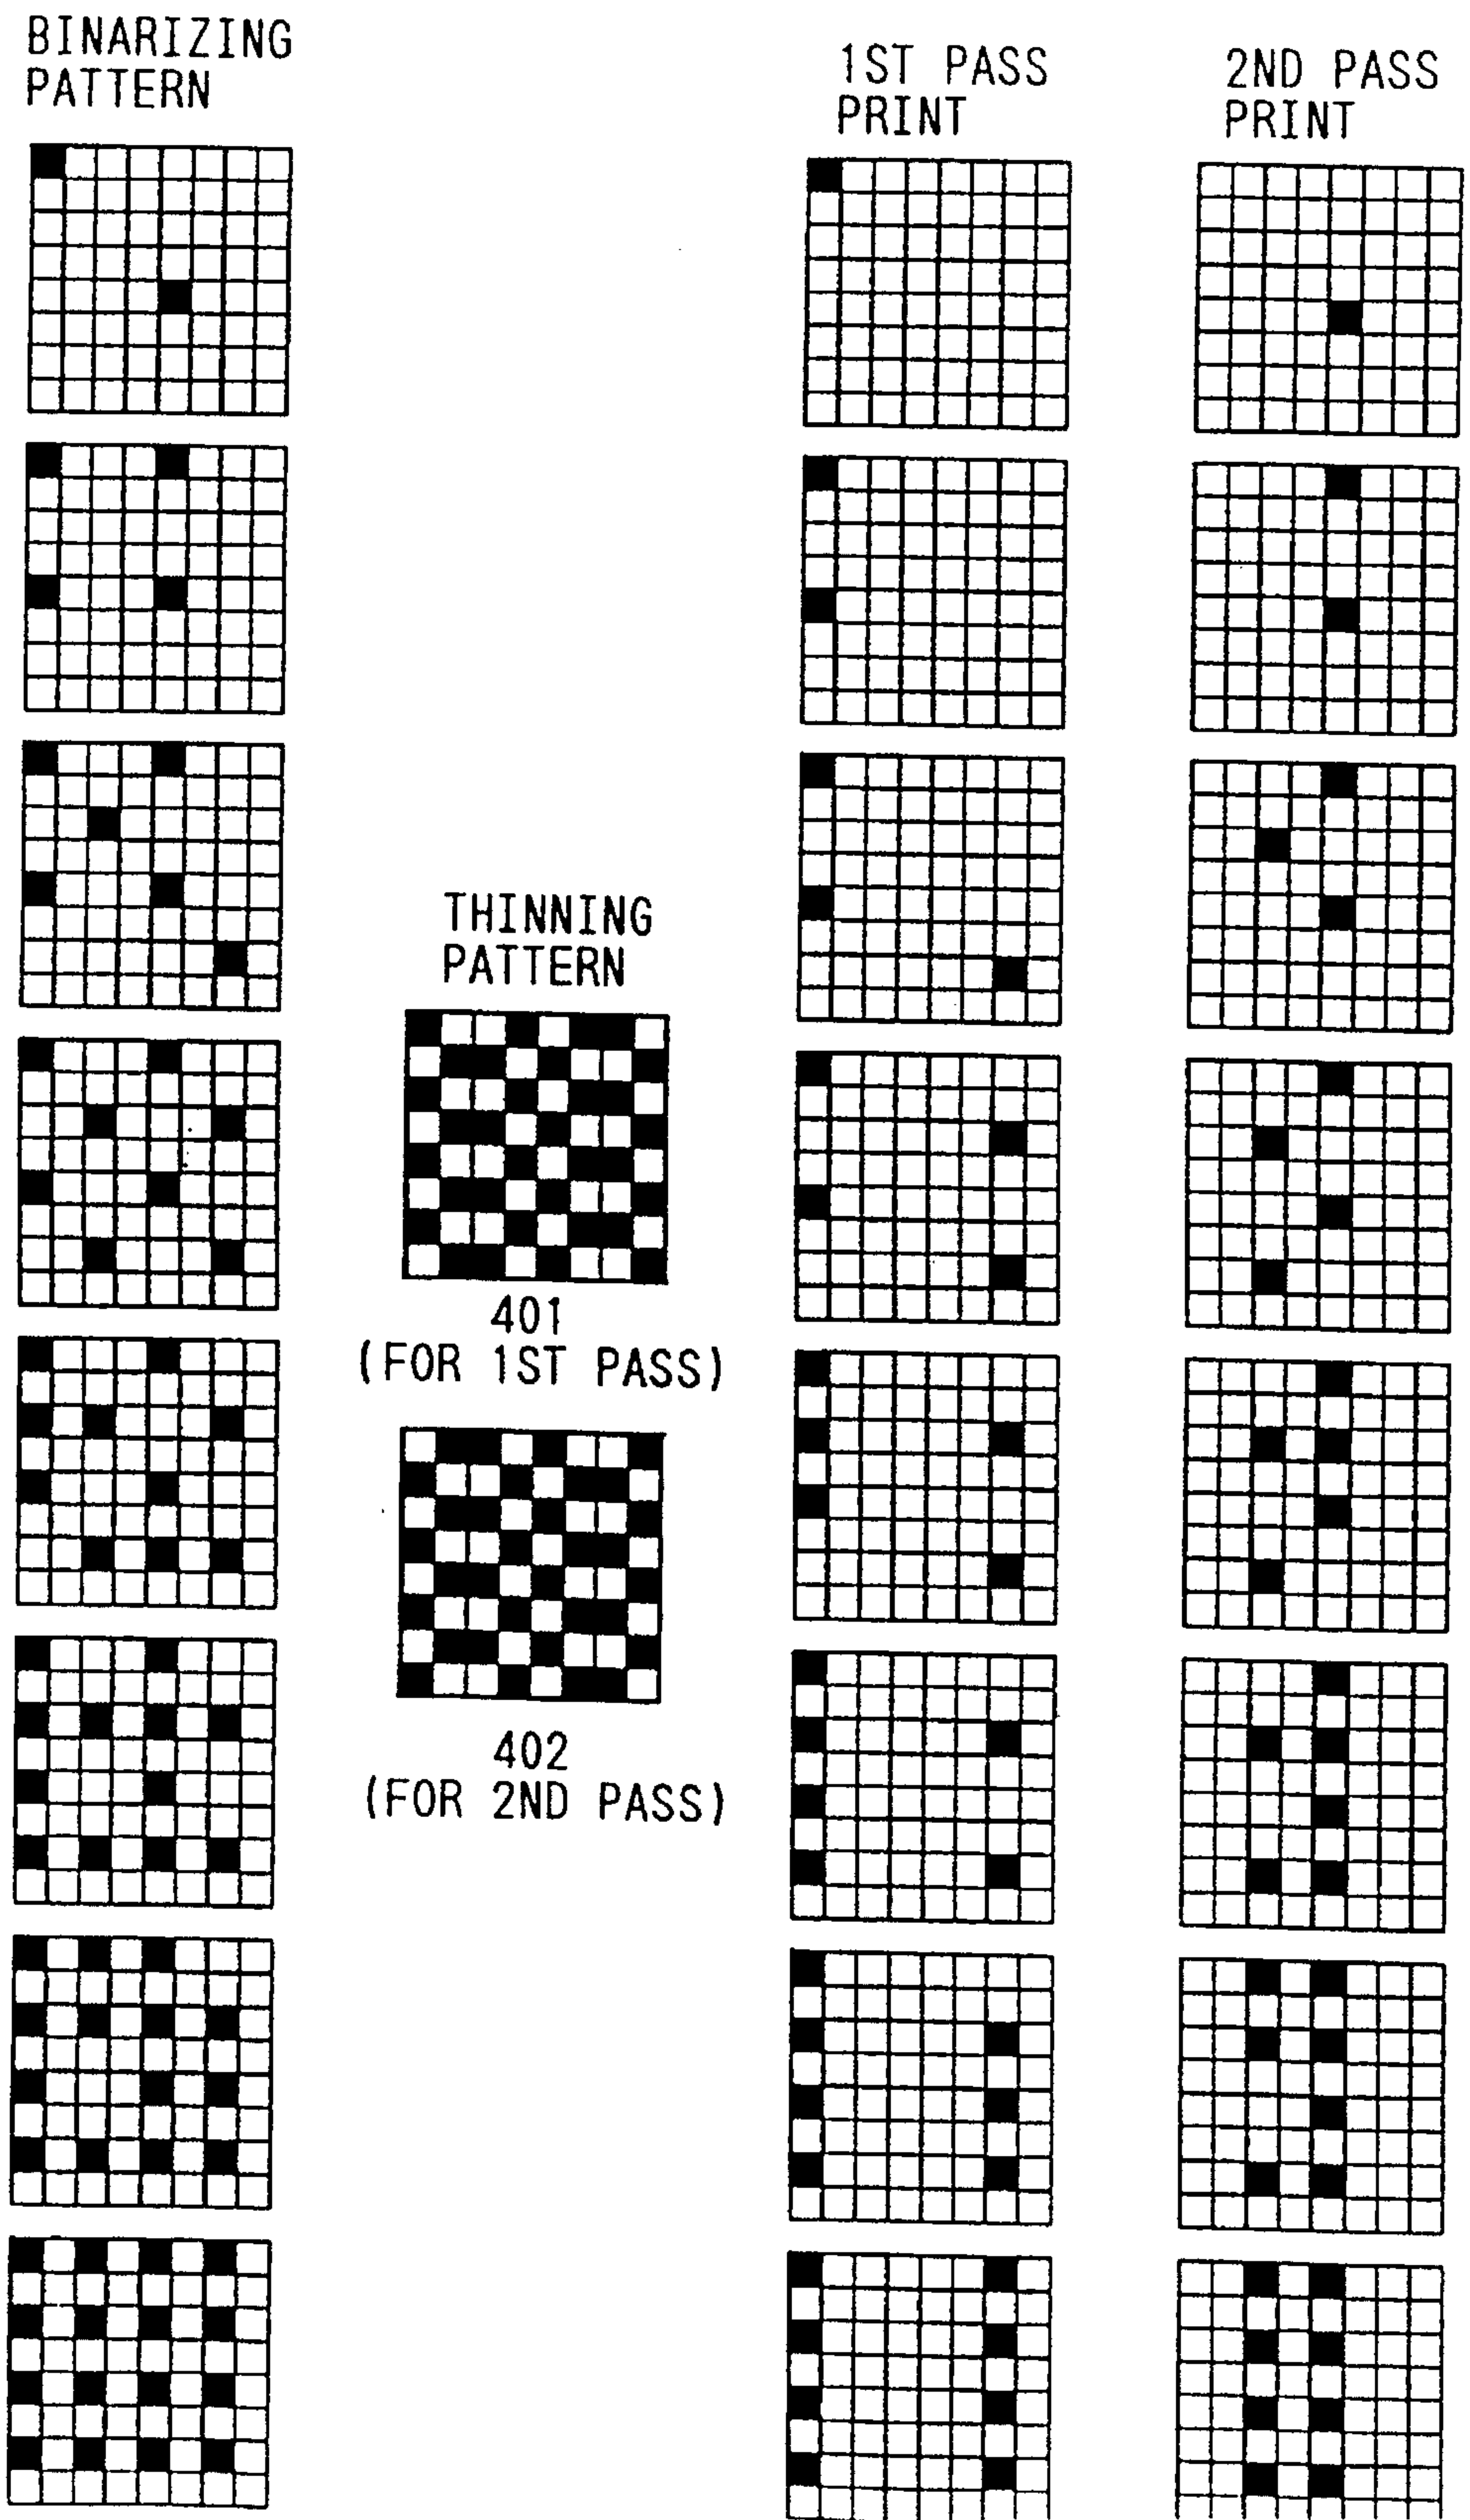 BINARIZING
PATTERN
1ST PASS
PRINT
2ND PASS
PRINT
THINNING
PATTERN
401
(FOR 1ST PASS)
402
(FOR 2ND PASS)